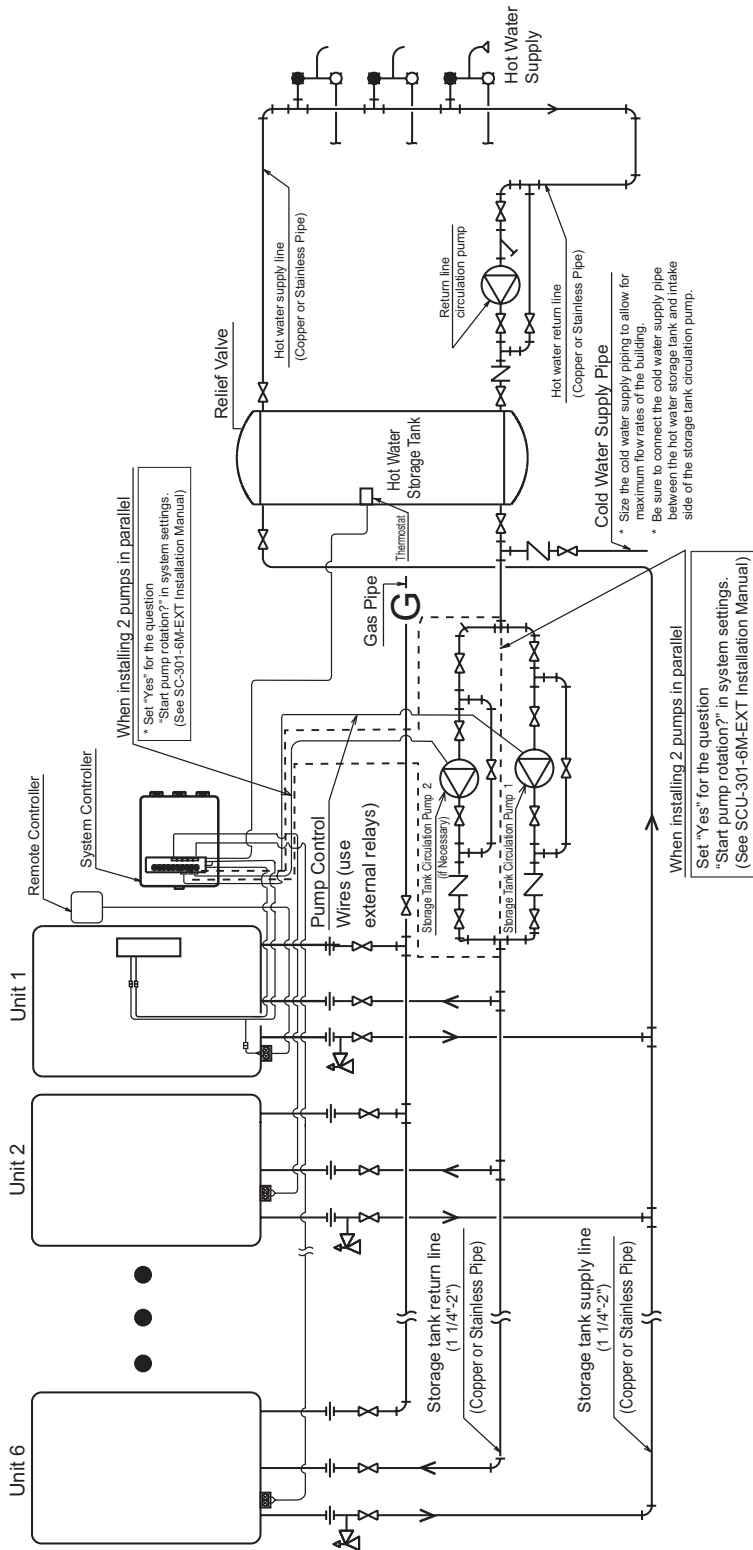 Unit 6
Unit 2
Unit 1
Remote Controller
System Controller
When installing 2 pumps in parallel
* Set "Yes" for the question
"Start pump rotation?" in system settings.
(See SC-301-6M-EXT Installation Manual)
Relief Valve
Hot water supply line
(Copper or Stainless Pipe)
Hot Water
Supply
Pump Control
Wires (use
external relays)
Gas Pipe
G
Thermostat
Hot Water
Storage Tank
Return line
circulation pump
Storage Tank Circulation Pump 2
(if Necessary)
Storage Tank Circulation Pump 1
Hot water return line
(Copper or Stainless Pipe)
Cold Water Supply Pipe
* Size the cold water supply piping to allow for
maximum flow rates of the building.
* Be sure to connect the cold water supply pipe
between the hot water storage tank and intake
side of the storage tank circulation pump.
Storage tank return line
(1 1/4"-2")
(Copper or Stainless Pipe)
Storage tank supply line
(1 1/4"-2")
(Copper or Stainless Pipe)
When installing 2 pumps in parallel
Set "Yes" for the question
"Start pump rotation?" in system settings.
(See SCU-301-6M-EXT Installation Manual)